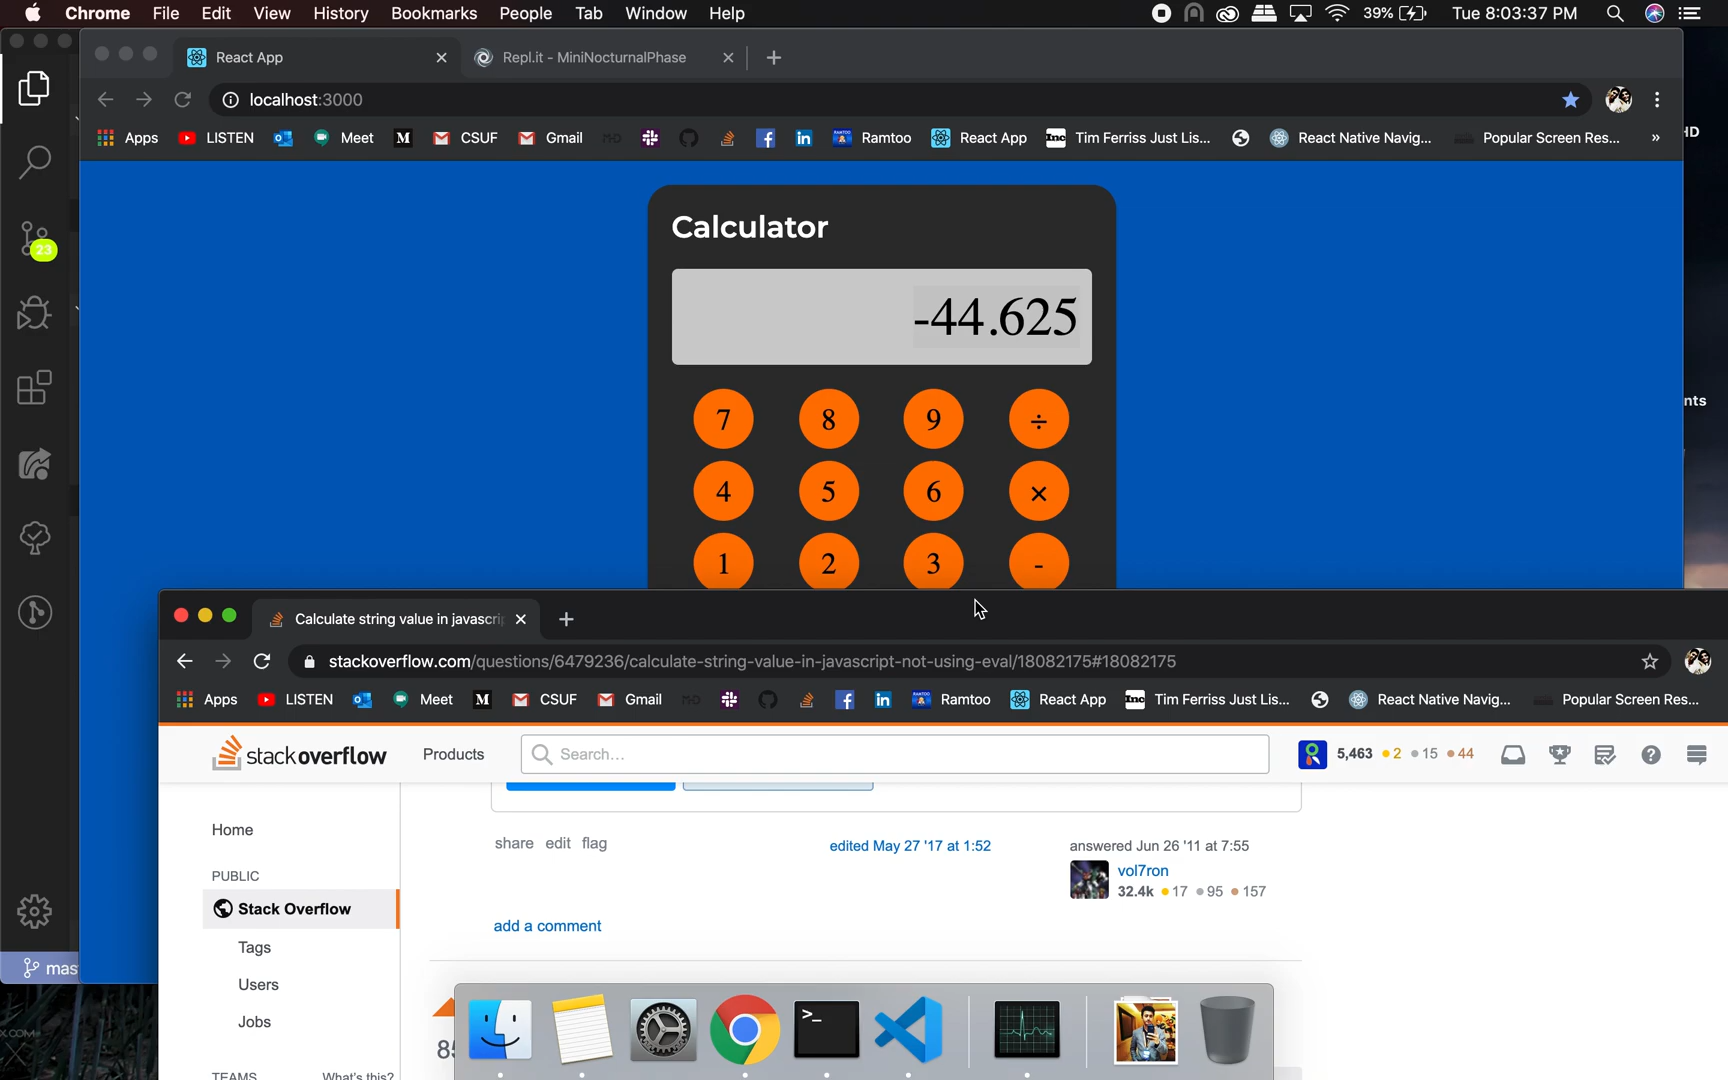 Chrome File Edit View History Bookmarks People Tab Window Help 39% Tue 8:03:37 PM
React App Repl.it - MiniNocturnalPhase
localhost:3000
Apps LISTEN Meet M CSUF Gmail Ramtoo React App Inc Tim Ferriss Just Lis... React Native Navig... Popular Screen Res... »
HD
Calculator
23
-44.625
7 8 9 ÷
nts
4 5 6 ×
1 2 3 -
Calculate string value in javascri
stackoverflow.com/questions/6479236/calculate-string-value-in-javascript-not-using-eval/18082175#18082175
Apps LISTEN Meet M CSUF Gmail Ramtoo React App Inc Tim Ferriss Just Lis... React Native Navig... Popular Screen Res...
stackoverflow Products Search... 5,463 2 15 44
Home
share edit flag edited May 27 '17 at 1:52 answered Jun 26 '11 at 7:55
vol7ron
32.4k 17 95 157
PUBLIC
Stack Overflow
add a comment
Tags
mas
Users
Jobs
>_
85
TEAMS What's this?